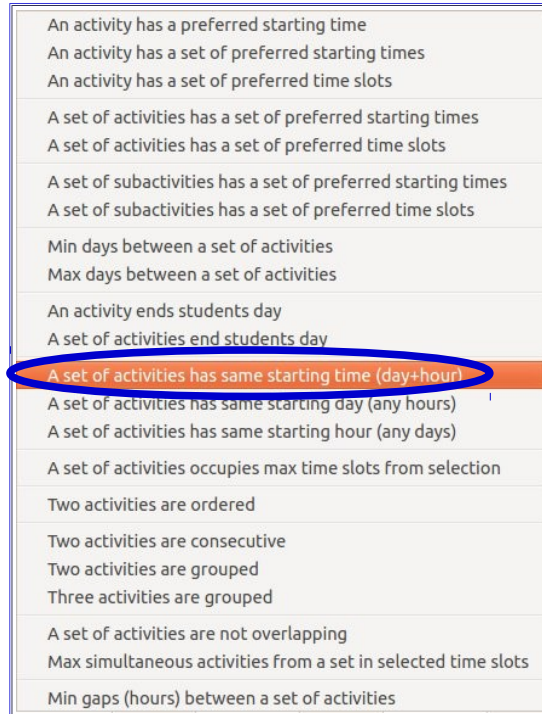 An activity has a preferred starting time
An activity has a set of preferred starting times
An activity has a set of preferred time slots
A set of activities has a set of preferred starting times
A set of activities has a set of preferred time slots
A set of subactivities has a set of preferred starting times
A set of subactivities has a set of preferred time slots
Min days between a set of activities
Max days between a set of activities
An activity ends students day
A set of activities end students day
A set of activities has same starting time (day+hour)
A set of activities has same starting day (any hours)
A set of activities has same starting hour (any days)
A set of activities occupies max time slots from selection
Two activities are ordered
Two activities are consecutive
Two activities are grouped
Three activities are grouped
A set of activities are not overlapping
Max simultaneous activities from a set in selected time slots
Min gaps (hours) between a set of activities